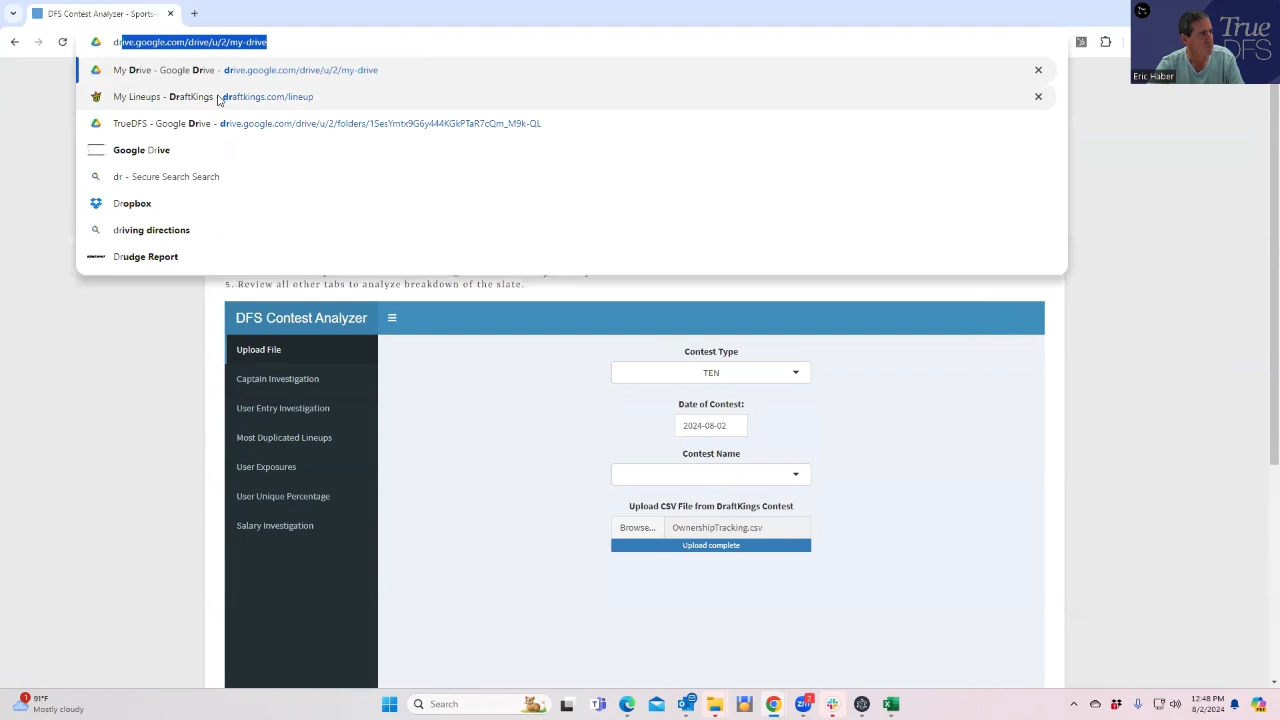 DFS Contest Analyzer - Sports-
drive.google.com/drive/u/2/my-drive
My Drive - Google Drive - drive.google.com/drive/u/2/my-drive
My Lineups - DraftKings - draftkings.com/lineup
TrueDFS - Google Drive - drive.google.com/drive/u/2/folders/1SesYmtx9G6y444KGkPTaR7cQm_M9k-QL
Google Drive
dr - Secure Search Search
Dropbox
driving directions
Drudge Report
True
DFS
Eric Haber
5. Review all other tabs to analyze breakdown of the slate.
DFS Contest Analyzer
Upload File
Captain Investigation
User Entry Investigation
Most Duplicated Lineups
User Exposures
User Unique Percentage
Salary Investigation
Contest Type
TEN
Date of Contest:
2024-08-02
Contest Name
Upload CSV File from DraftKings Contest
Browse... OwnershipTracking.csv
Upload complete
1
91°F
Mostly cloudy
Search
2
12:48 PM
8/2/2024